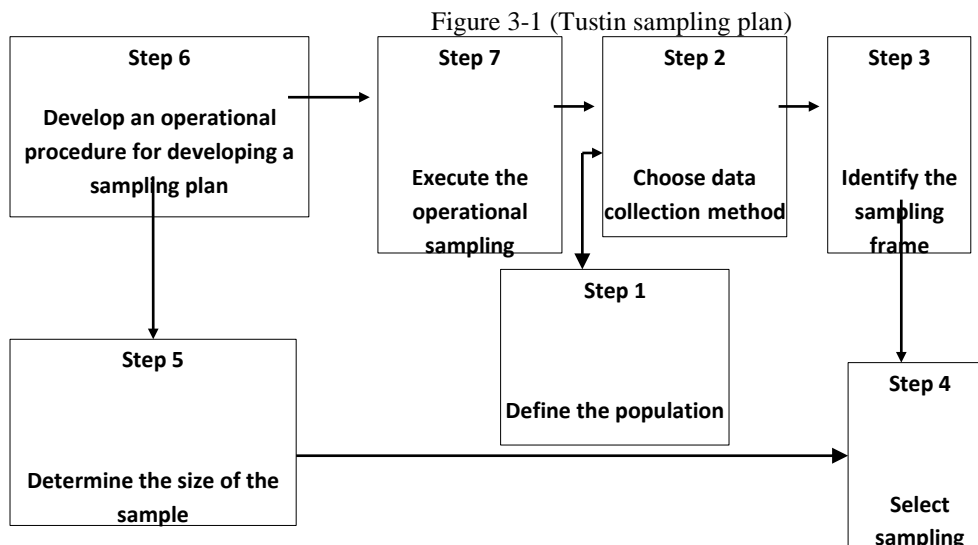 Figure 3-1 (Tustin sampling plan)
Step 6
Develop an operational
procedure for developing a
sampling plan
Step 7
Execute the
operational
sampling
Step 2
Choose data
collection method
Step 3
Identify the
sampling
frame
Step 1
Define the population
Step 5
Determine the size of the
sample
Step 4
Select
sampling